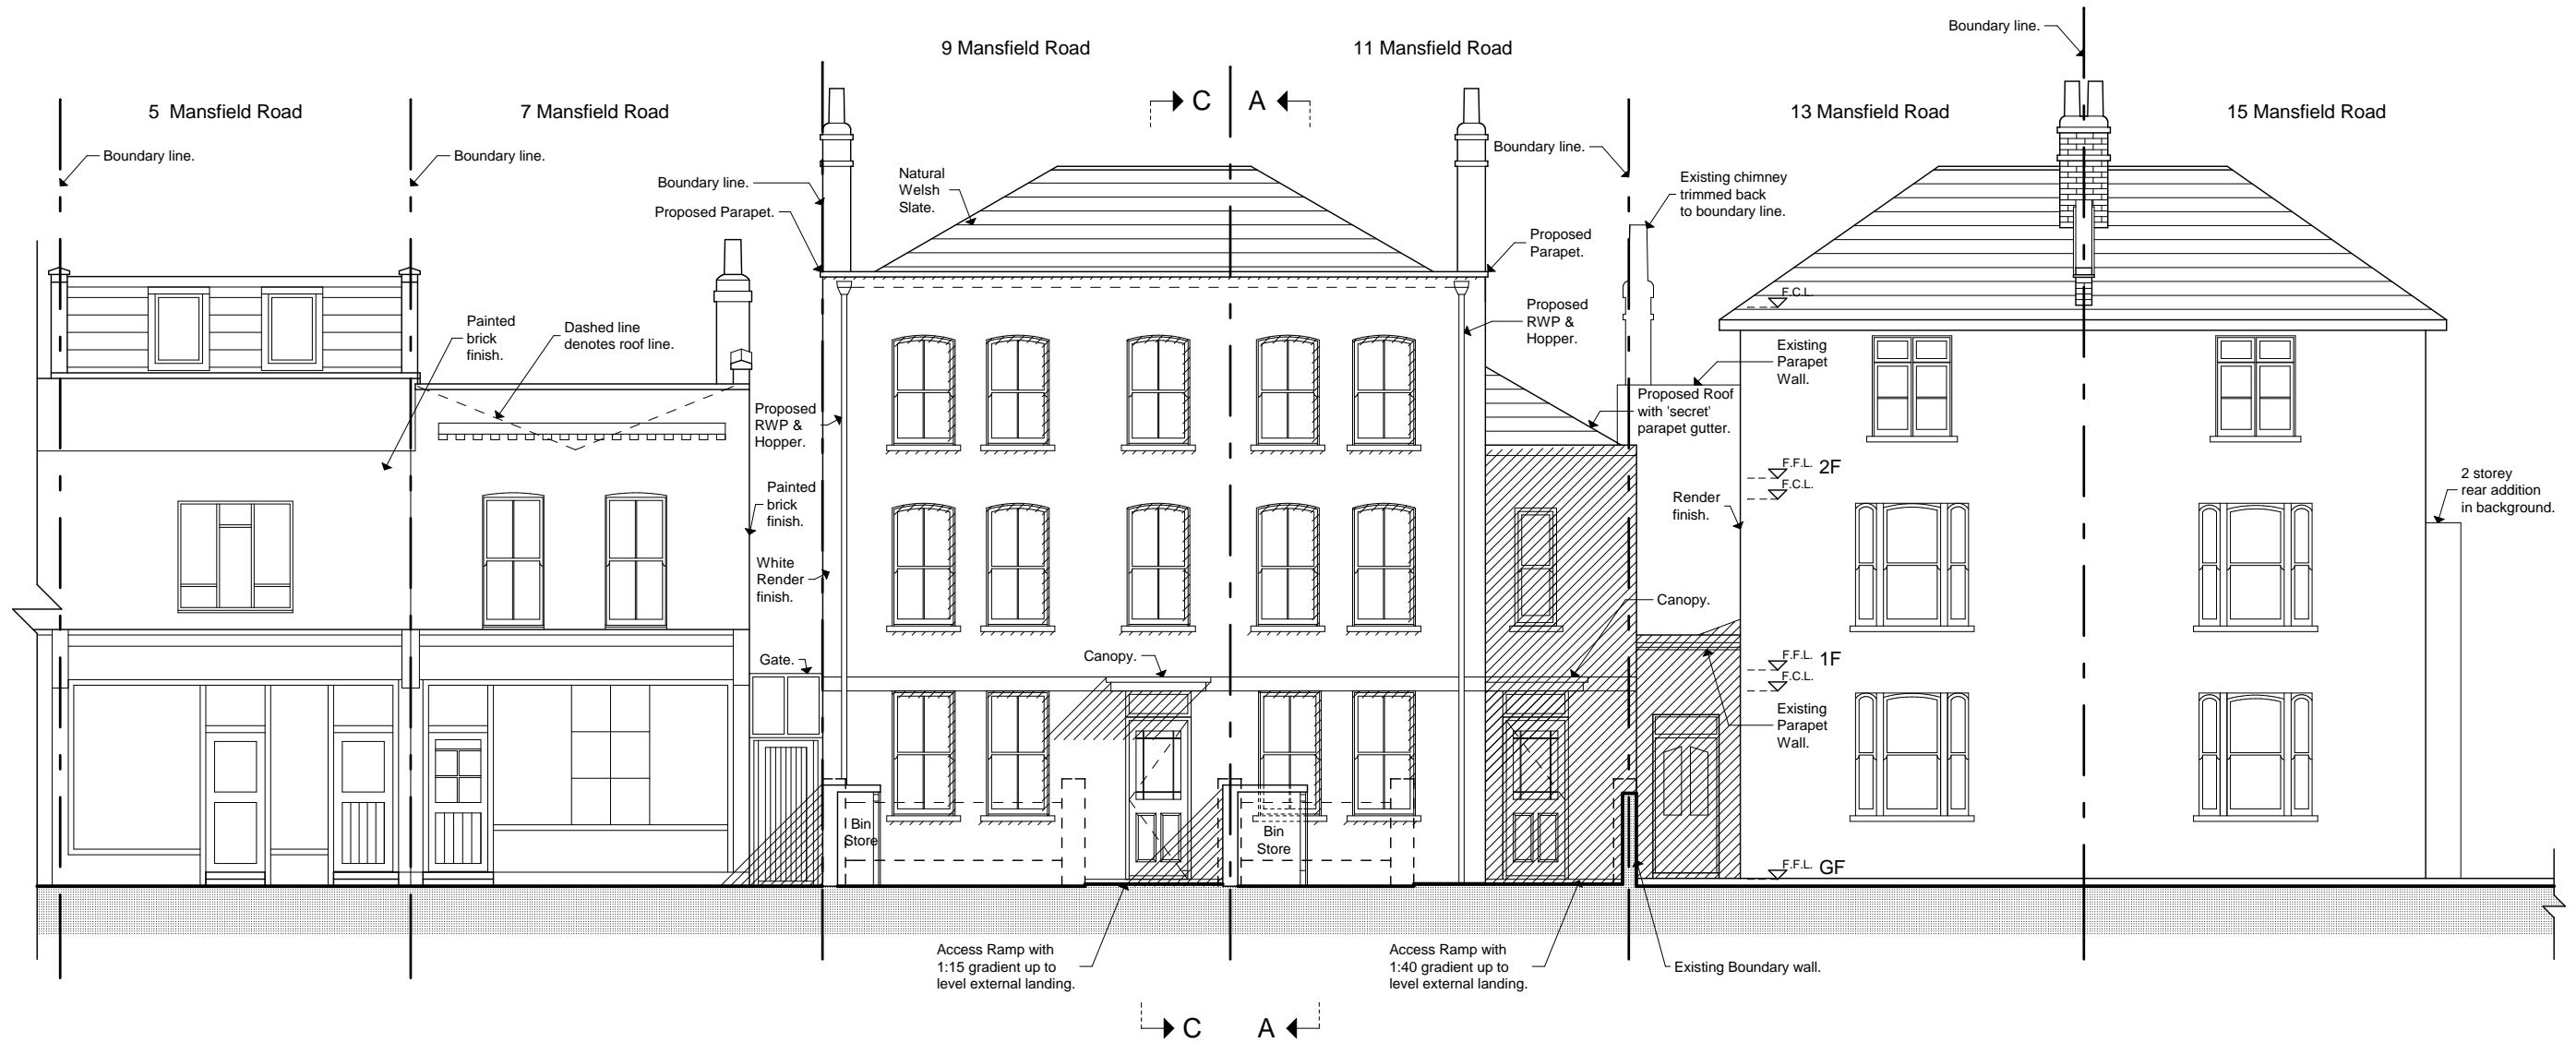 9 Mansfield Road
11 Mansfield Road
Boundary line.
5 Mansfield Road
7 Mansfield Road
C
A
13 Mansfield Road
15 Mansfield Road
Boundary line.
Boundary line.
Boundary line.
Boundary line.
Proposed Parapet.
Natural
Welsh
Slate.
Existing chimney
trimmed back
to boundary line.
Proposed
Parapet.
Painted
brick
finish.
Dashed line
denotes roof line.
Proposed
RWP &
Hopper.
F.C.L.
Existing
Parapet
Wall.
Proposed
RWP &
Hopper.
Proposed Roof
with 'secret'
parapet gutter.
F.F.L. 2F
F.C.L.
Painted
brick
finish.
Render
finish.
2 storey
rear addition
in background.
White
Render
finish.
Canopy.
Gate.
Canopy.
F.F.L. 1F
F.C.L.
Existing
Parapet
Wall.
Bin
Store
Bin
Store
F.F.L. GF
Access Ramp with
1:15 gradient up to
level external landing.
Access Ramp with
1:40 gradient up to
level external landing.
Existing Boundary wall.
C
A